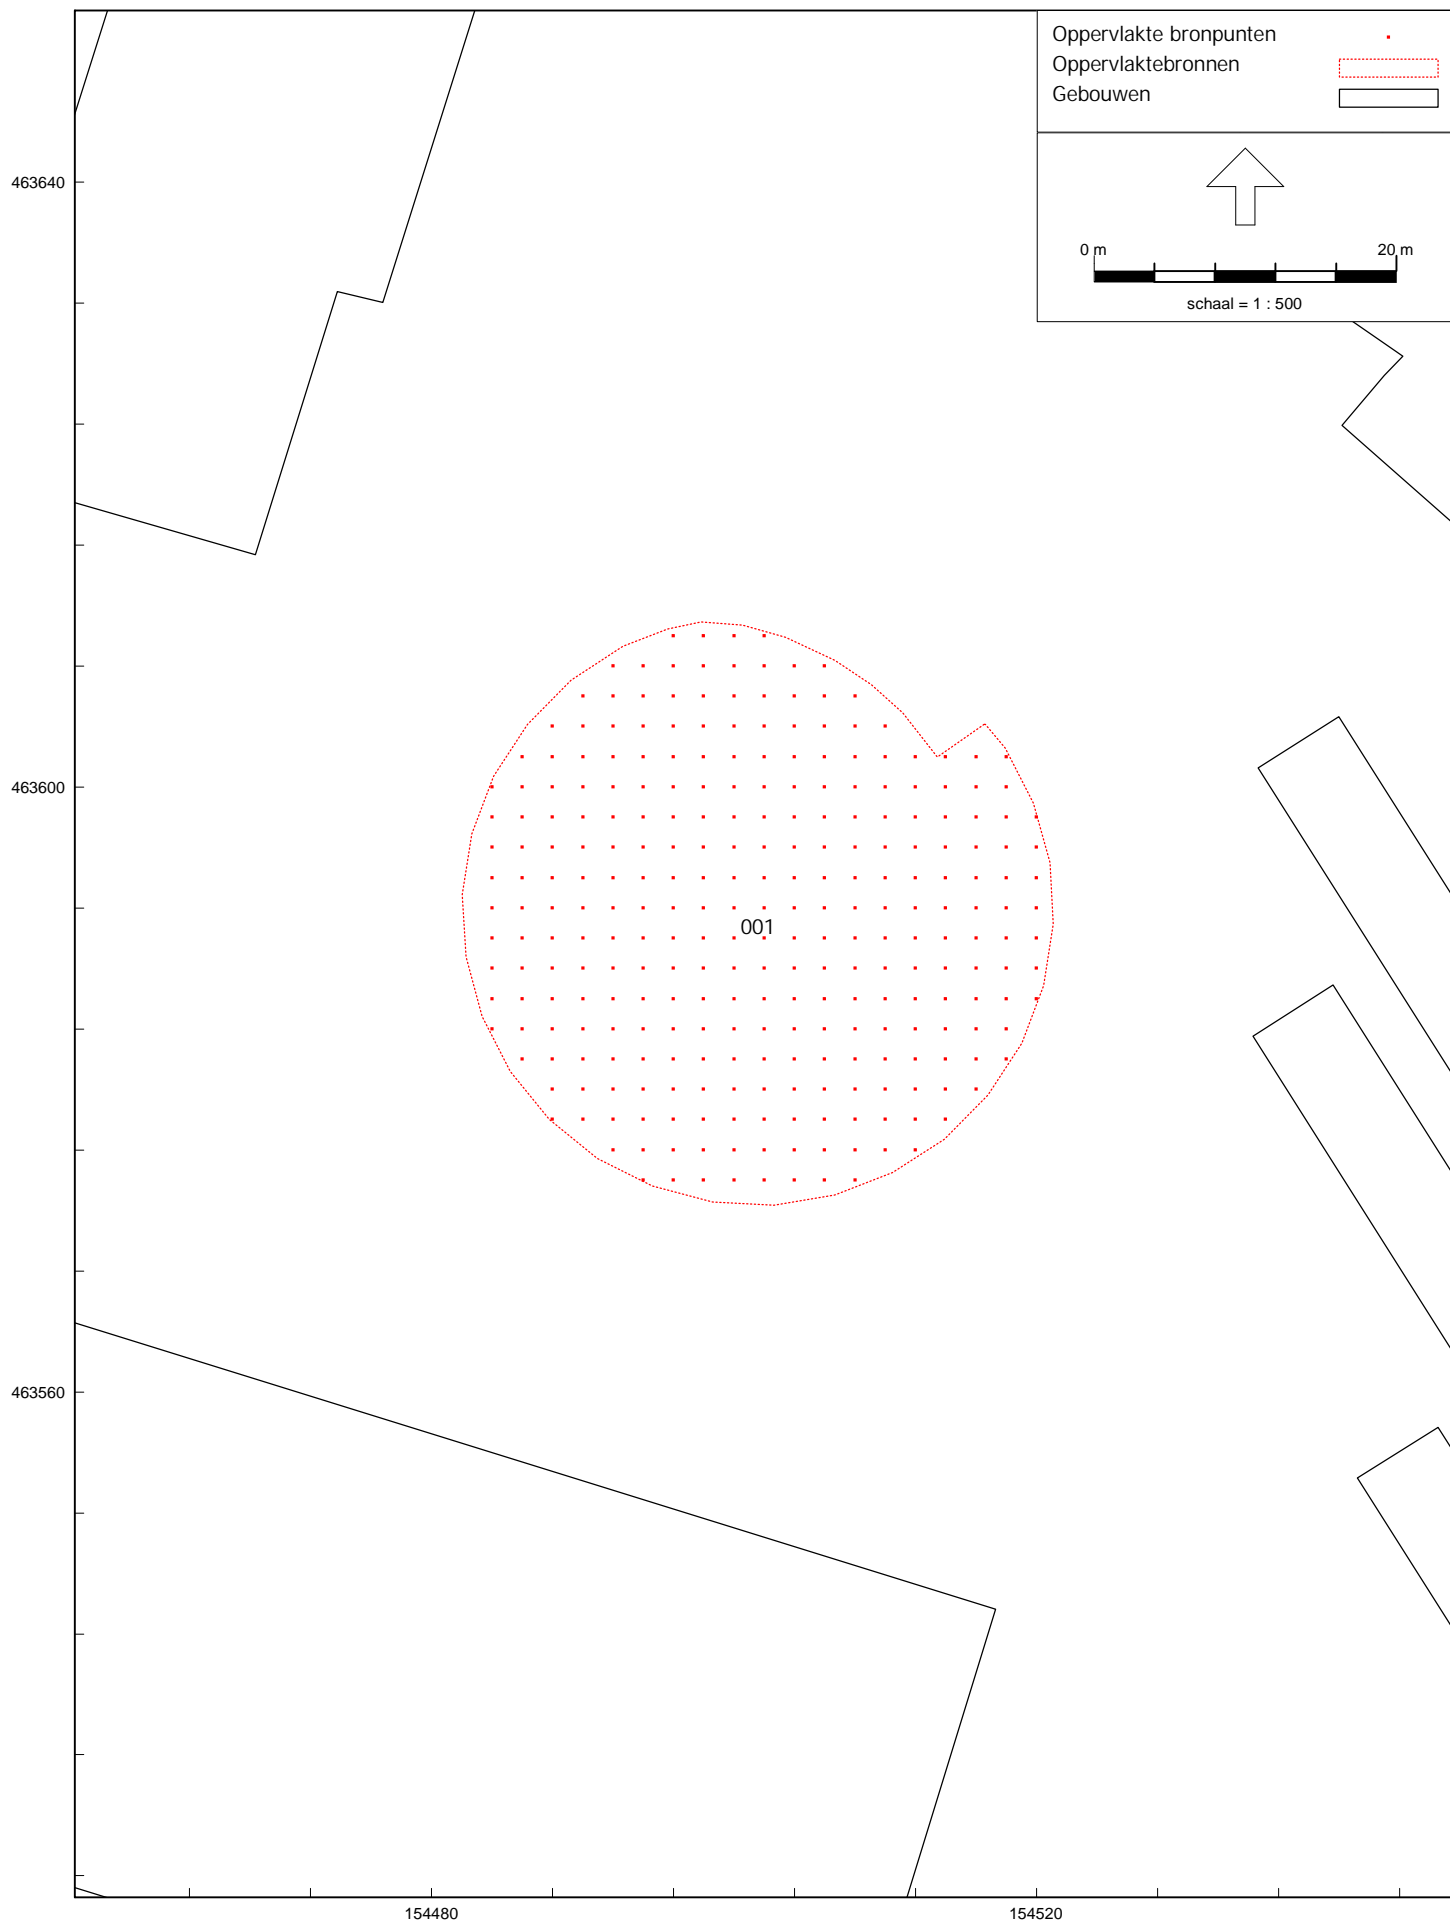 Oppervlakte bronpunten
Oppervlaktebronnen
Gebouwen
0 m 20 m
schaal = 1 : 500
463640
463600
001
463560
154480 154520